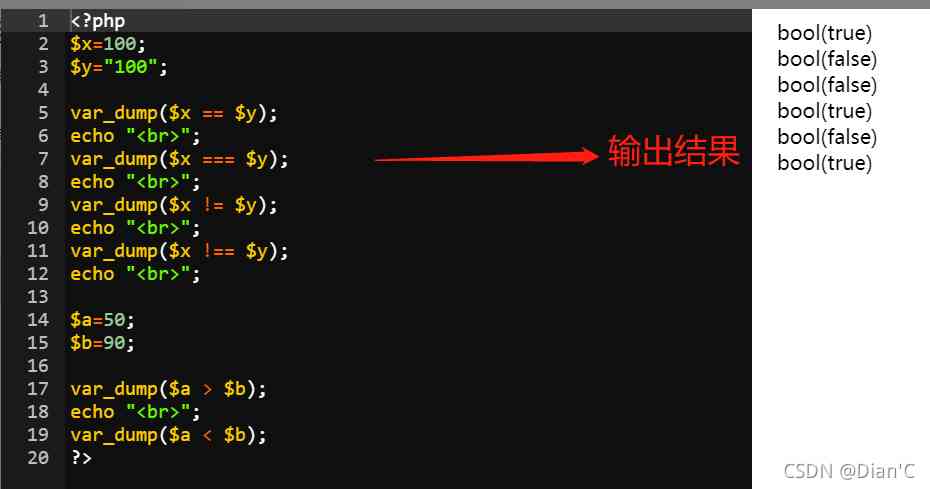 1 <?php
2 $x=100;
3 $y="100";
4
5 var_dump($x == $y);
6 echo "<br>";
7 var_dump($x === $y);
8 echo "<br>";
9 var_dump($x != $y);
10 echo "<br>";
11 var_dump($x !== $y);
12 echo "<br>";
13
14 $a=50;
15 $b=90;
16
17 var_dump($a > $b);
18 echo "<br>";
19 var_dump($a < $b);
20 ?>
输出结果
bool(true)
bool(false)
bool(false)
bool(true)
bool(false)
bool(true)
CSDN @Dian'C